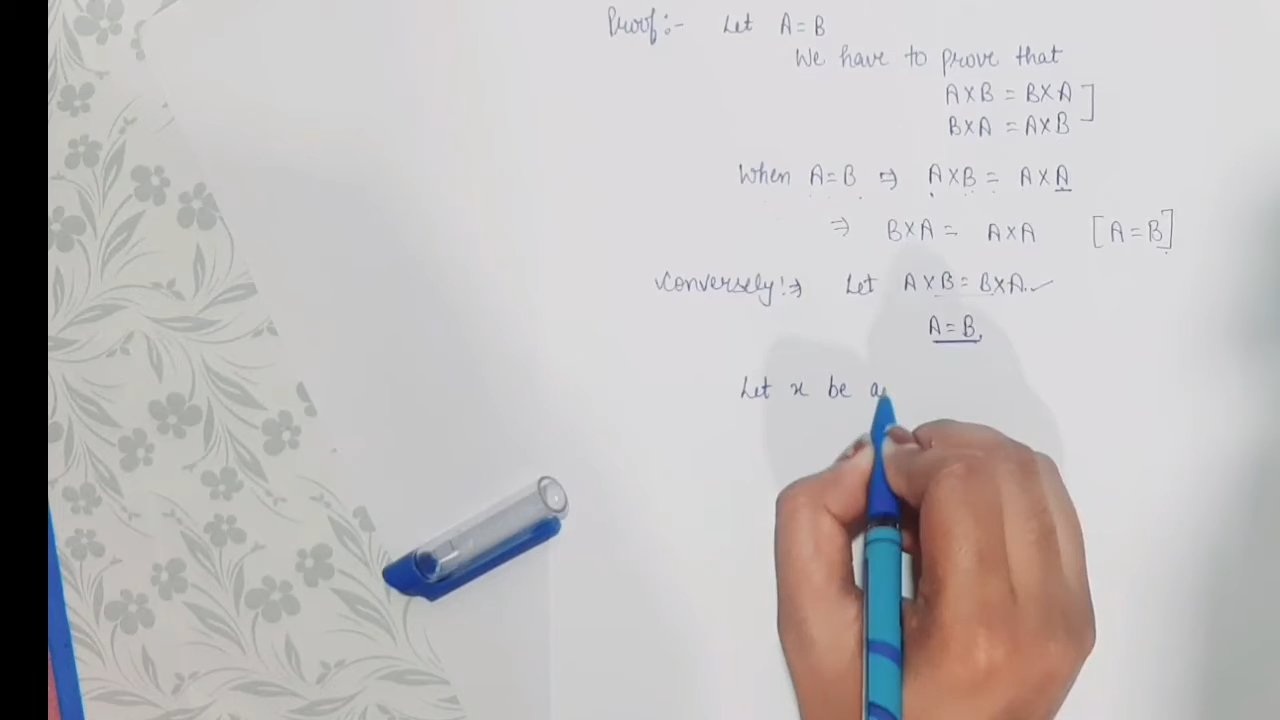 Proof:- Let A = B
We have to prove that
A×B = B×A ]
B×A = A×B
When A=B ⇒ A×B = A×A
⇒ B×A = A×A [A=B]
Conversely:⇒ Let A×B = B×A. ✓
A=B,
Let x be a